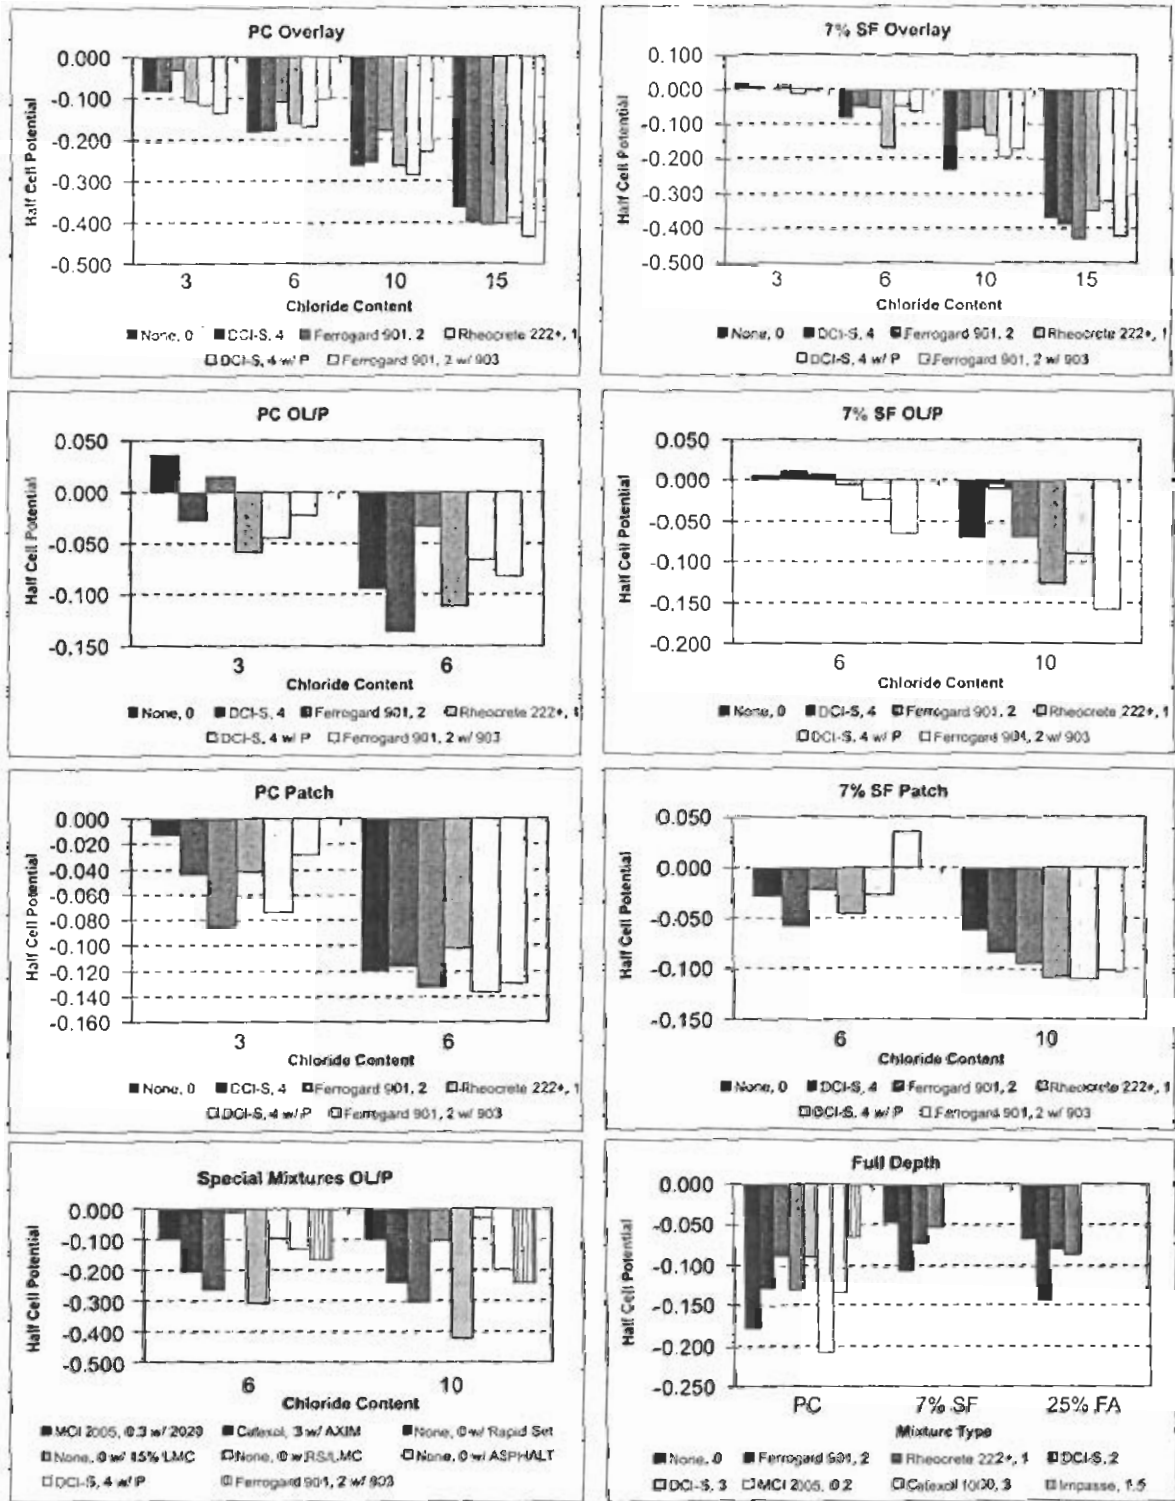 PC Overlay
0.000
-0.100
-0.200
-0.300
-0.400
-0.500
Half Cell Potential
3 6 10 15
Chloride Content
None, 0 DCI-S, 4 Ferrogard 901, 2 Rheocrete 222+, 1
DCI-S, 4 w/ P Ferrogard 901, 2 w/ 903
7% SF Overlay
0.100
0.000
-0.100
-0.200
-0.300
-0.400
-0.500
Half Cell Potential
3 6 10 15
Chloride Content
None, 0 DCI-S, 4 Ferrogard 901, 2 Rheocrete 222+, 1
DCI-S, 4 w/ P Ferrogard 901, 2 w/ 903
PC OL/P
0.050
0.000
-0.050
-0.100
-0.150
Half Cell Potential
3 6
Chloride Content
None, 0 DCI-S, 4 Ferrogard 901, 2 Rheocrete 222+,
DCI-S, 4 w/ P Ferrogard 901, 2 w/ 903
7% SF OL/P
0.050
0.000
-0.050
-0.100
-0.150
-0.200
Half Cell Potential
6 10
Chloride Content
None, 0 DCI-S, 4 Ferrogard 901, 2 Rheocrete 222+, 1
DCI-S, 4 w/ P Ferrogard 901, 2 w/ 903
PC Patch
0.000
-0.020
-0.040
-0.060
-0.080
-0.100
-0.120
-0.140
-0.160
Half Cell Potential
3 6
Chloride Content
None, 0 DCI-S, 4 Ferrogard 901, 2 Rheocrete 222+, 1
DCI-S, 4 w/ P Ferrogard 901, 2 w/ 903
7% SF Patch
0.050
0.000
-0.050
-0.100
-0.150
Half Cell Potential
6 10
Chloride Content
None, 0 DCI-S, 4 Ferrogard 901, 2 Rheocrete 222+, 1
DCI-S, 4 w/ P Ferrogard 901, 2 w/ 903
Special Mixtures OL/P
0.000
-0.100
-0.200
-0.300
-0.400
-0.500
Half Cell Potential
6 10
Chloride Content
MCI 2005, 0.3 w/ 2020 Catexol, 3 w/ AXIM None, 0 w/ Rapid Set
None, 0 w/ 15% LMC None, 0 w/RS/LMC None, 0 w/ ASPHALT
DCI-S, 4 w/ P Ferrogard 901, 2 w/ 903
Full Depth
0.000
-0.050
-0.100
-0.150
-0.200
-0.250
Half Cell Potential
PC 7% SF 25% FA
Mixture Type
None, 0 Ferrogard 901, 2 Rheocrete 222+, 1 DCI-S, 2
DCI-S, 3 MCI 2005, 0.2 Catexol 1000, 3 Impasse, 1.5